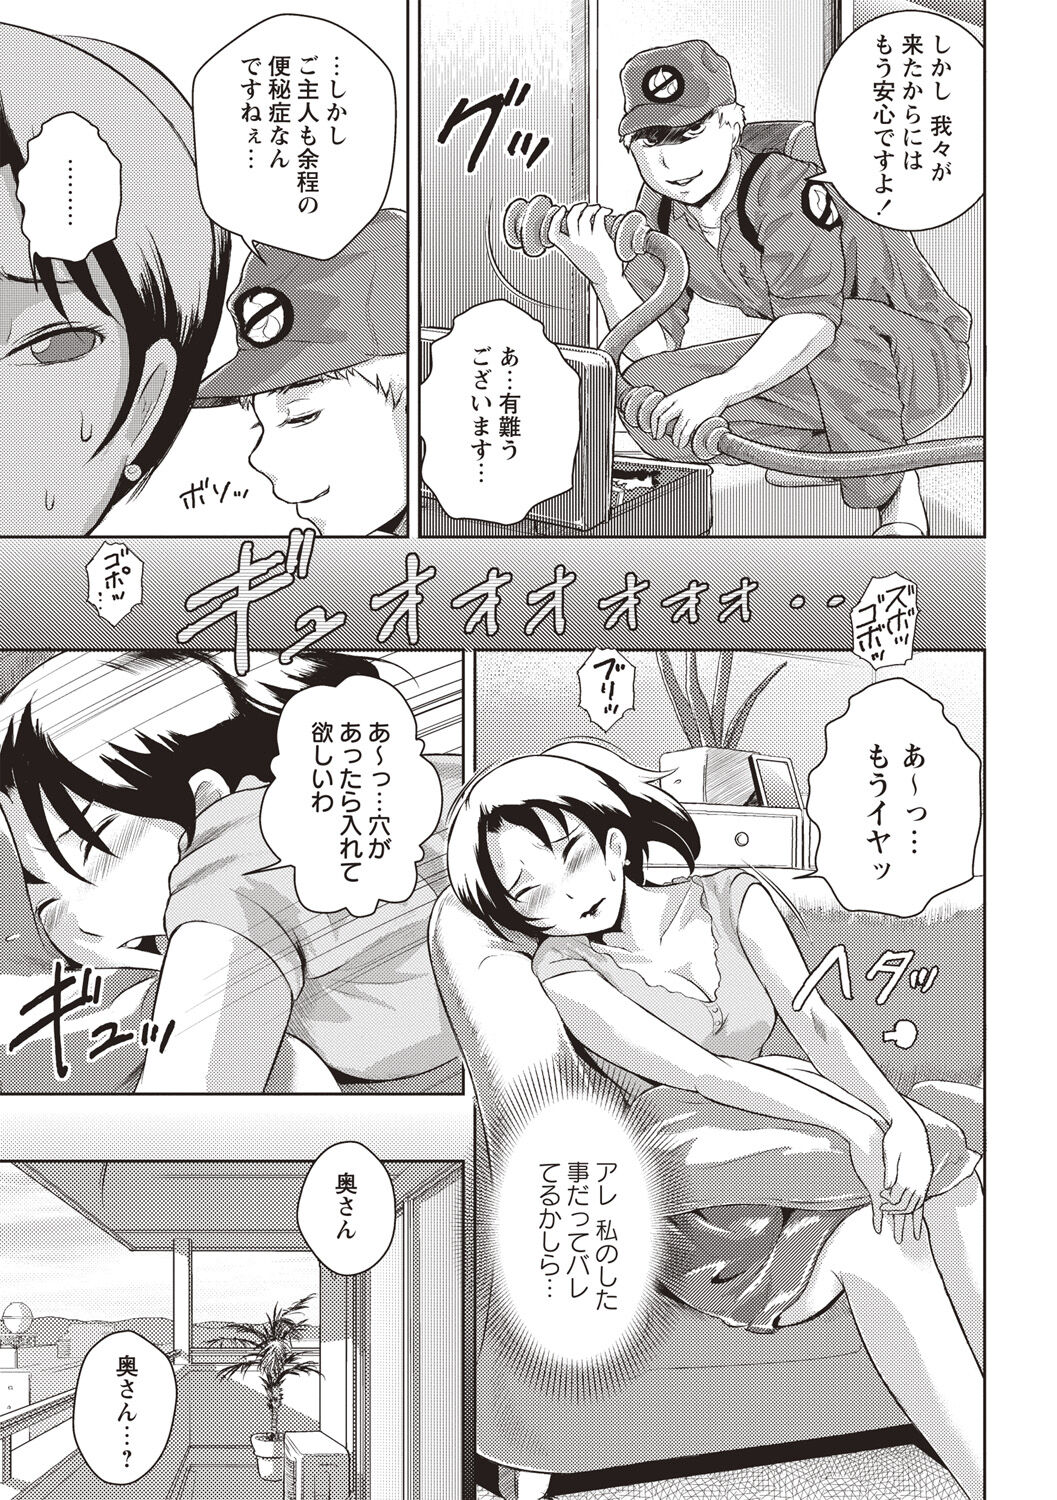 しかし 我々が
来たからには
もう安心ですよ！
グッ
あ…有難う
ございます…
…しかし
ご主人も余程の
便秘症なん
ですねぇ…
ボソッ
………
ズボッ
ゴボッ
ギュオオオオオオオ・・
ゴポッ…
ブリッ
あ～っ…
もうイヤッ
ヘタッ
アレ 私のした
事だってバレ
てるかしら…
あ～っ…穴が
あったら入れて
欲しいわ
ギュッ
奥さん
奥さん…？